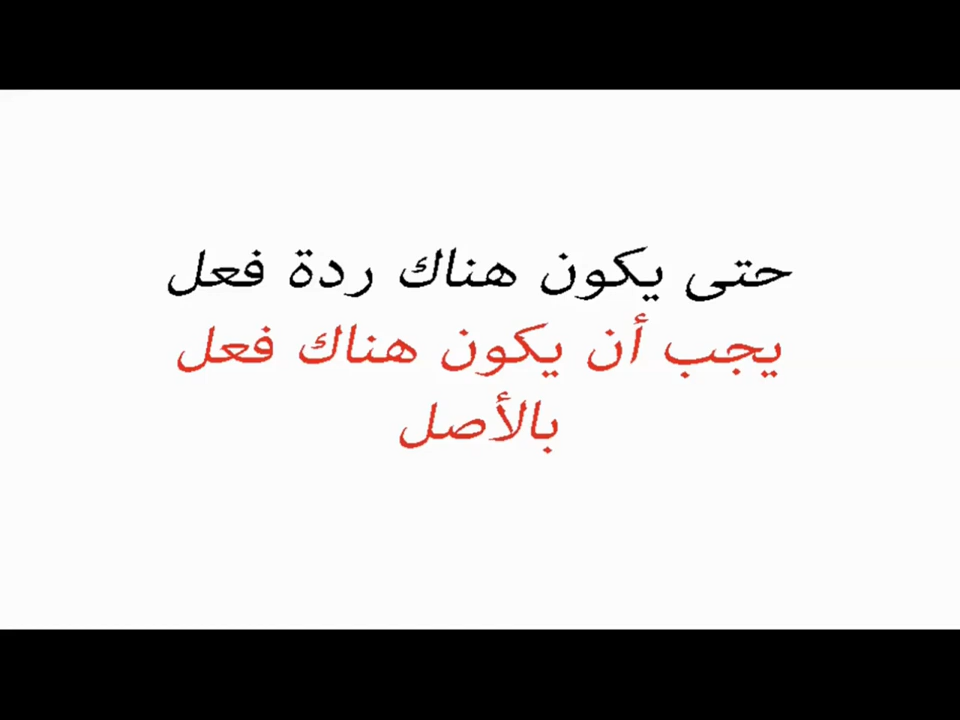 حتى يكون هناك ردة فعل
يجب أن يكون هناك فعل
بالأصل